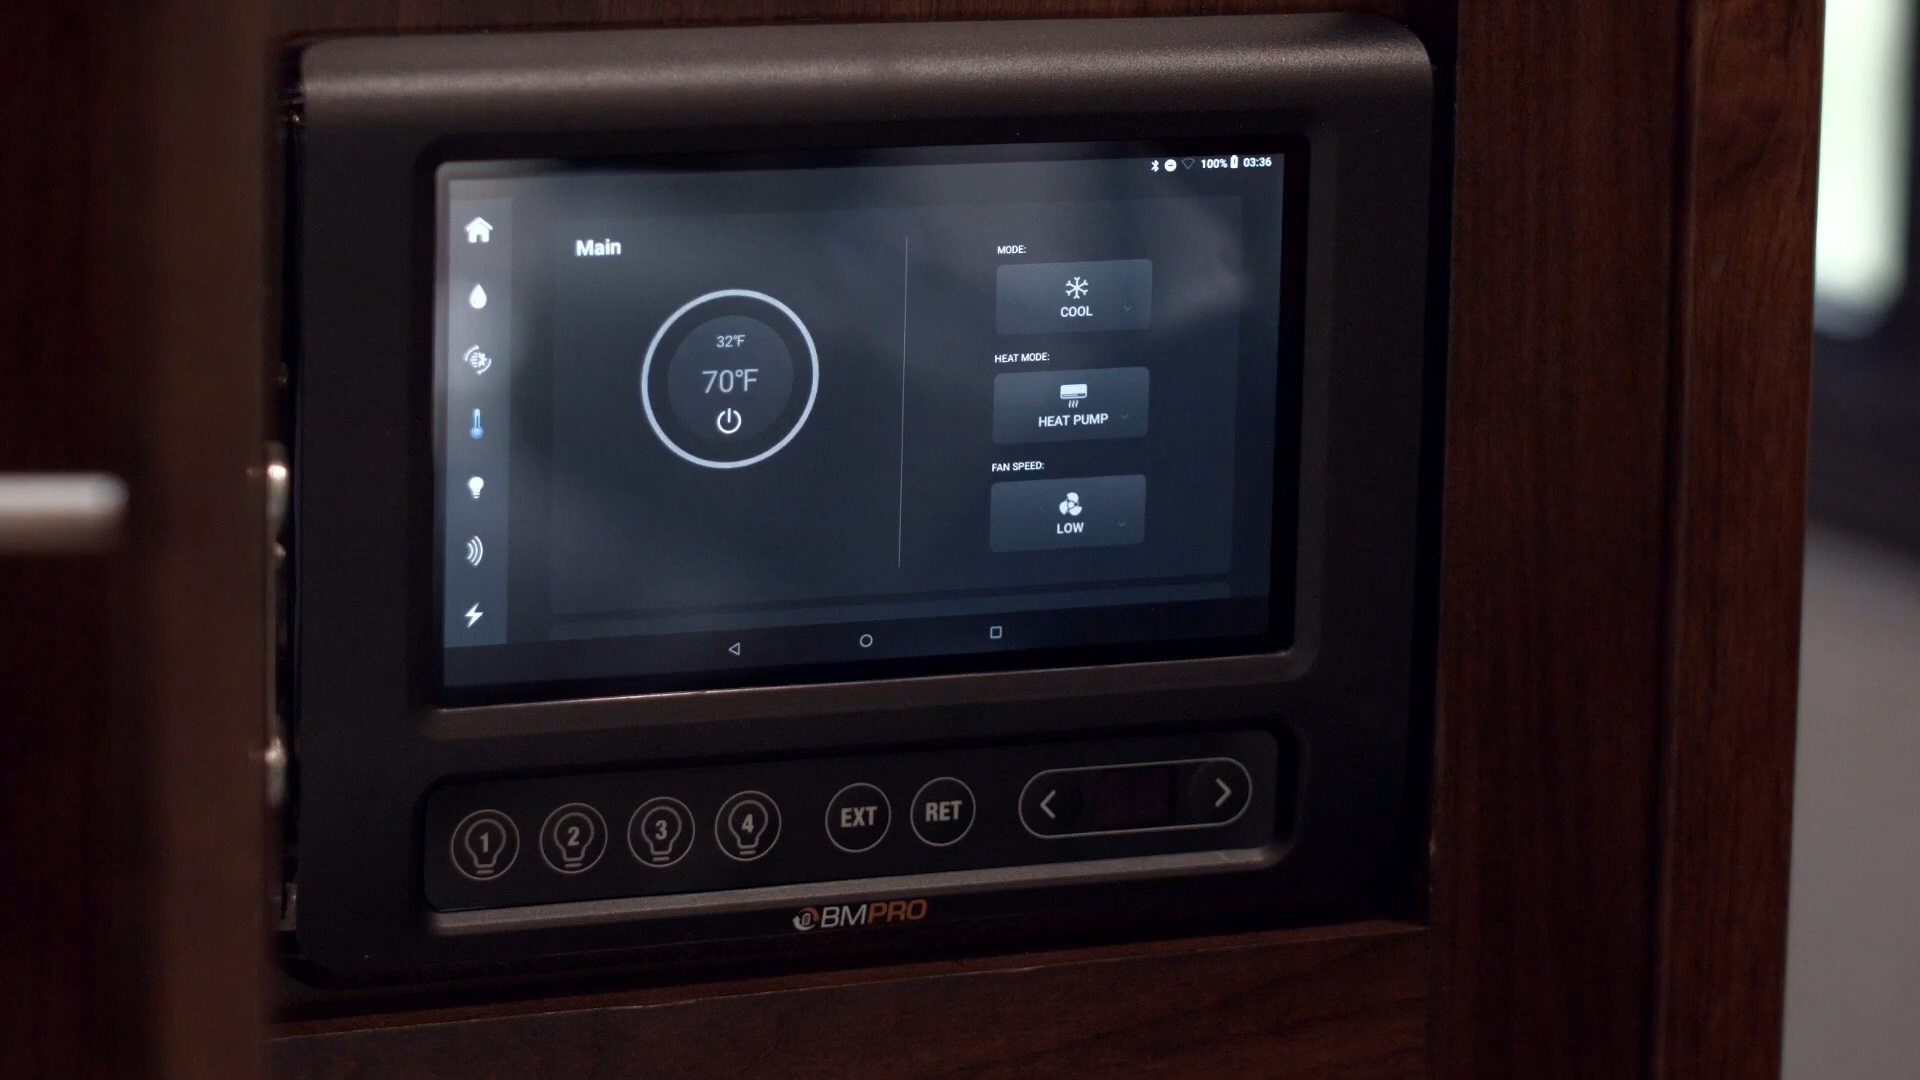 100% 03:36
Main
32°F
70°F
MODE:
COOL
HEAT MODE:
HEAT PUMP
FAN SPEED:
LOW
1 2 3 4 EXT RET
BMPRO